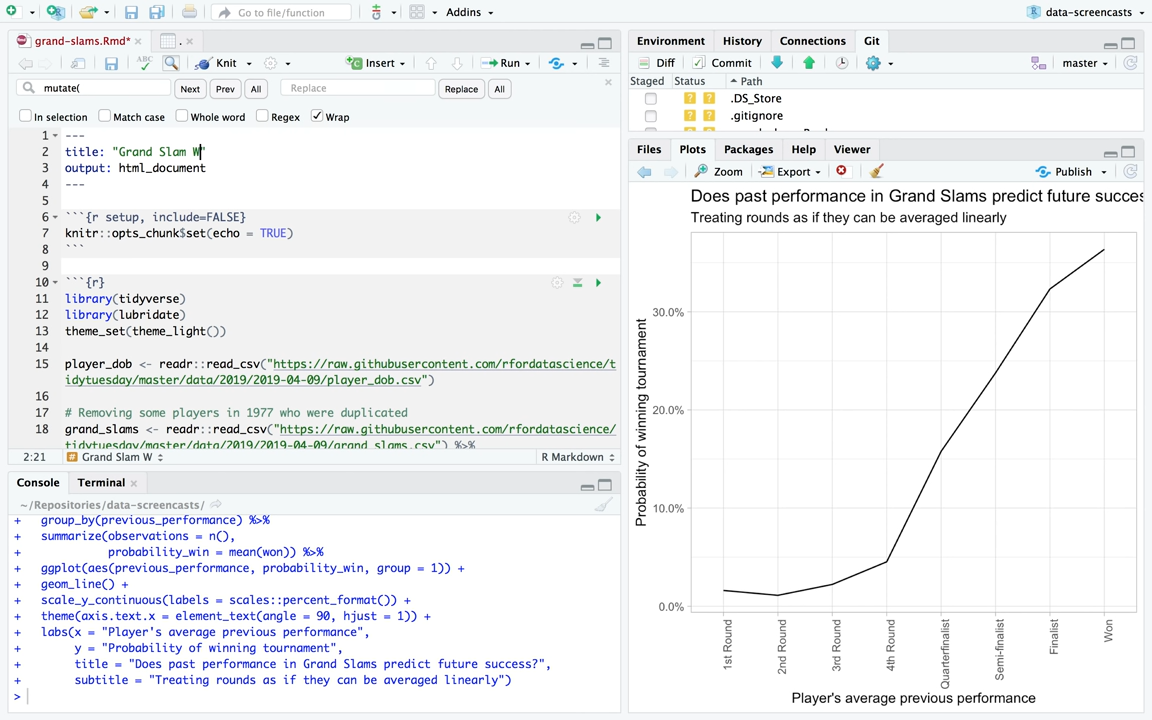 Go to file/function
Addins
data-screencasts
grand-slams.Rmd*
.
ABC
Knit
Insert
Run
mutate(
Next
Prev
All
Replace
Replace
All
In selection
Match case
Whole word
Regex
Wrap
1 ---
2 title: "Grand Slam W"
3 output: html_document
4 ---
5
6 ```{r setup, include=FALSE}
7 knitr::opts_chunk$set(echo = TRUE)
8 ```
9
10 ```{r}
11 library(tidyverse)
12 library(lubridate)
13 theme_set(theme_light())
14
15 player_dob <- readr::read_csv("https://raw.githubusercontent.com/rfordatascience/t
idytuesday/master/data/2019/2019-04-09/player_dob.csv")
16
17 # Removing some players in 1977 who were duplicated
18 grand_slams <- readr::read_csv("https://raw.githubusercontent.com/rfordatascience/
tidytuesday/master/data/2019/2019-04-09/grand_slams.csv") %>%
2:21
# Grand Slam W
R Markdown
Console
Terminal
~/Repositories/data-screencasts/
+ group_by(previous_performance) %>%
+ summarize(observations = n(),
+ probability_win = mean(won)) %>%
+ ggplot(aes(previous_performance, probability_win, group = 1)) +
+ geom_line() +
+ scale_y_continuous(labels = scales::percent_format()) +
+ theme(axis.text.x = element_text(angle = 90, hjust = 1)) +
+ labs(x = "Player's average previous performance",
+ y = "Probability of winning tournament",
+ title = "Does past performance in Grand Slams predict future success?",
+ subtitle = "Treating rounds as if they can be averaged linearly")
>
Environment
History
Connections
Git
Diff
Commit
master
Staged
Status
Path
? ? .DS_Store
? ? .gitignore
Files
Plots
Packages
Help
Viewer
Zoom
Export
Publish
Does past performance in Grand Slams predict future succes
Treating rounds as if they can be averaged linearly
Probability of winning tournament
30.0%
20.0%
10.0%
0.0%
1st Round
2nd Round
3rd Round
4th Round
Quarterfinalist
Semi-finalist
Finalist
Won
Player's average previous performance